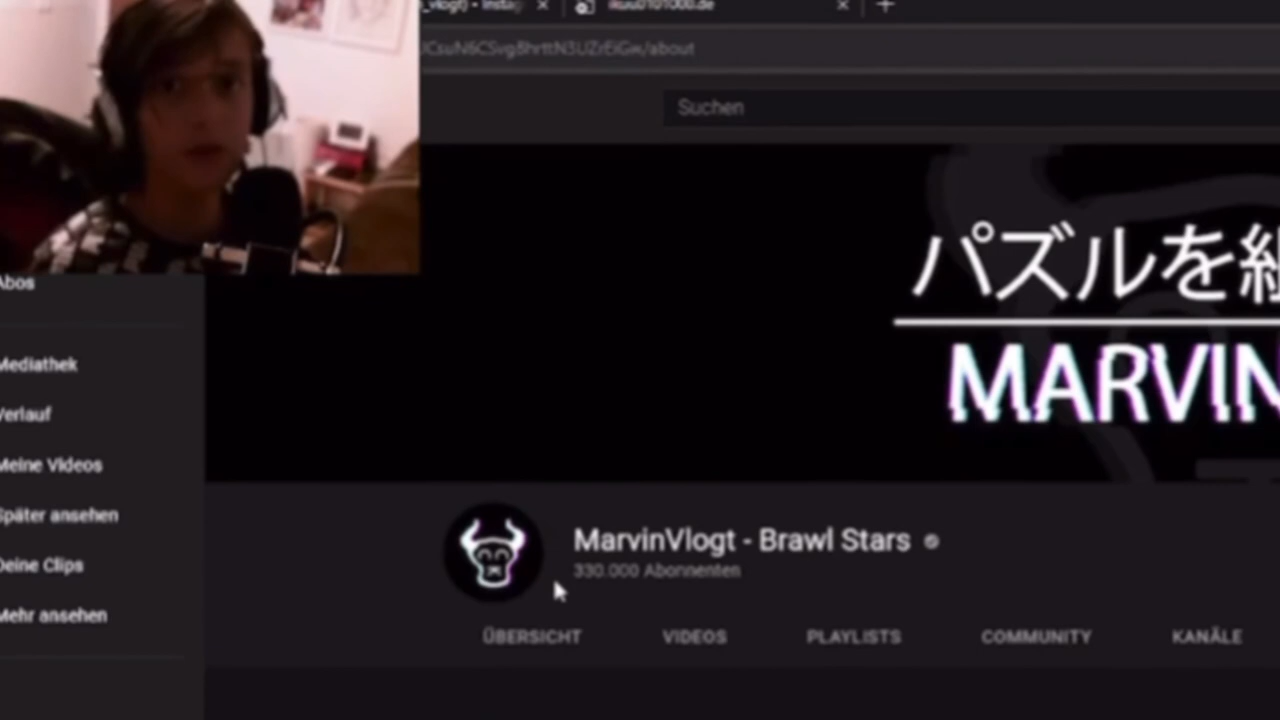 Suchen
パズルを組
MARVIN
Abos
Mediathek
Verlauf
Meine Videos
Später ansehen
Deine Clips
Mehr ansehen
MarvinVlogt - Brawl Stars
330.000 Abonnenten
ÜBERSICHT VIDEOS PLAYLISTS COMMUNITY KANÄLE